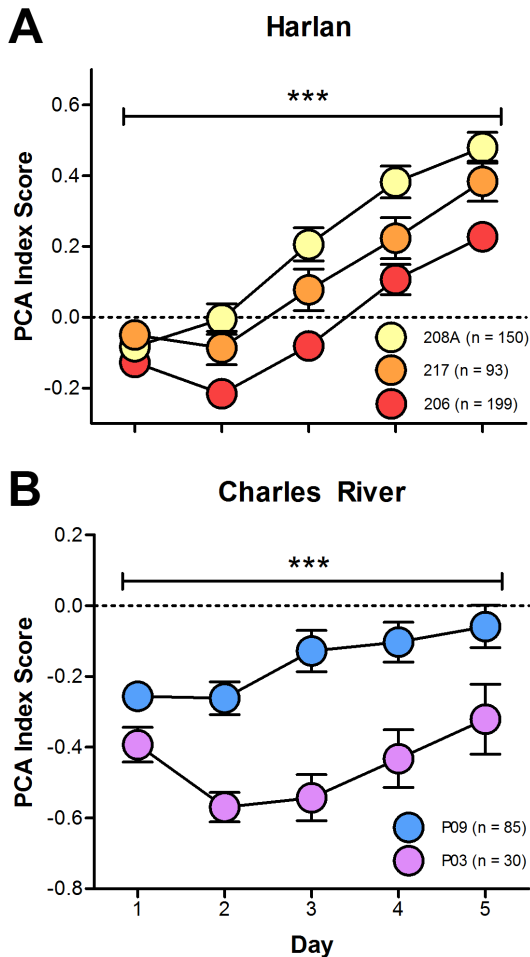 A
Harlan
PCA Index Score
0.6
0.4
0.2
0.0
-0.2
***
208A (n = 150)
217 (n = 93)
206 (n = 199)
B
Charles River
PCA Index Score
0.2
0.0
-0.2
-0.4
-0.6
-0.8
***
P09 (n = 85)
P03 (n = 30)
1 2 3 4 5
Day